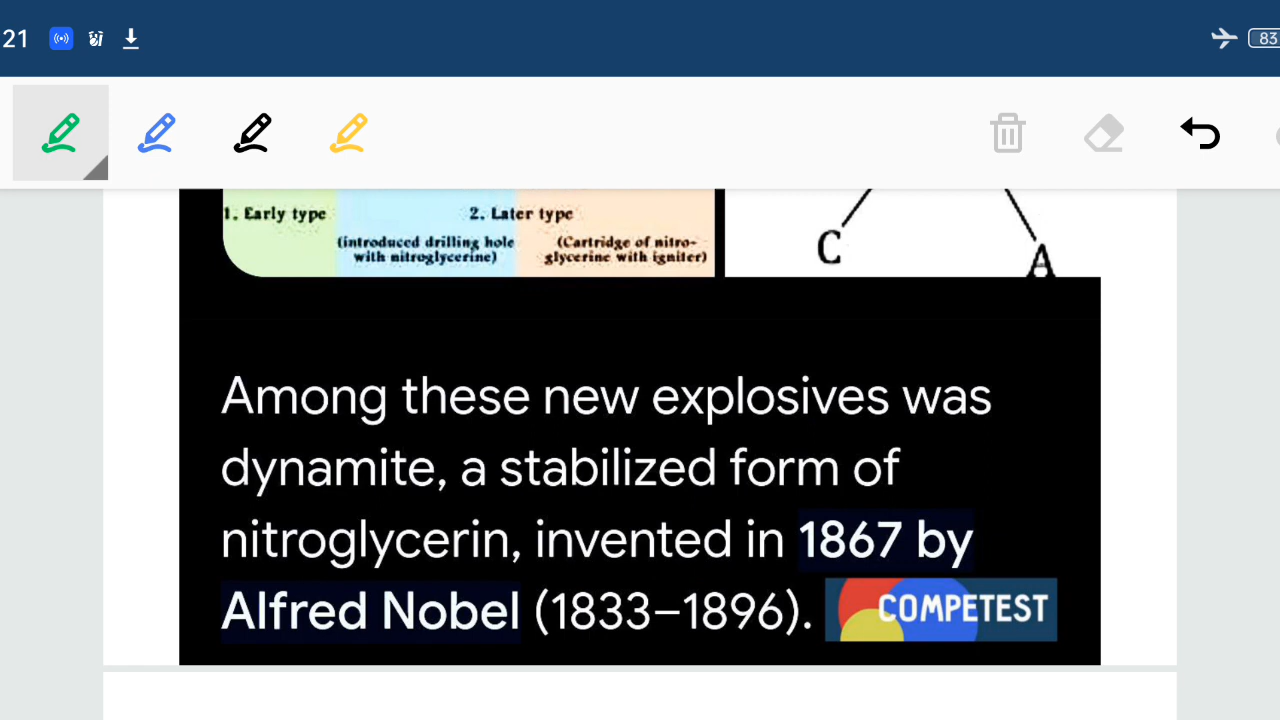 21
83
1. Early type
2. Later type
(introduced drilling hole
with nitroglycerine)
(Cartridge of nitro-
glycerine with igniter)
C
A
Among these new explosives was
dynamite, a stabilized form of
nitroglycerin, invented in 1867 by
Alfred Nobel (1833–1896).
COMPETEST